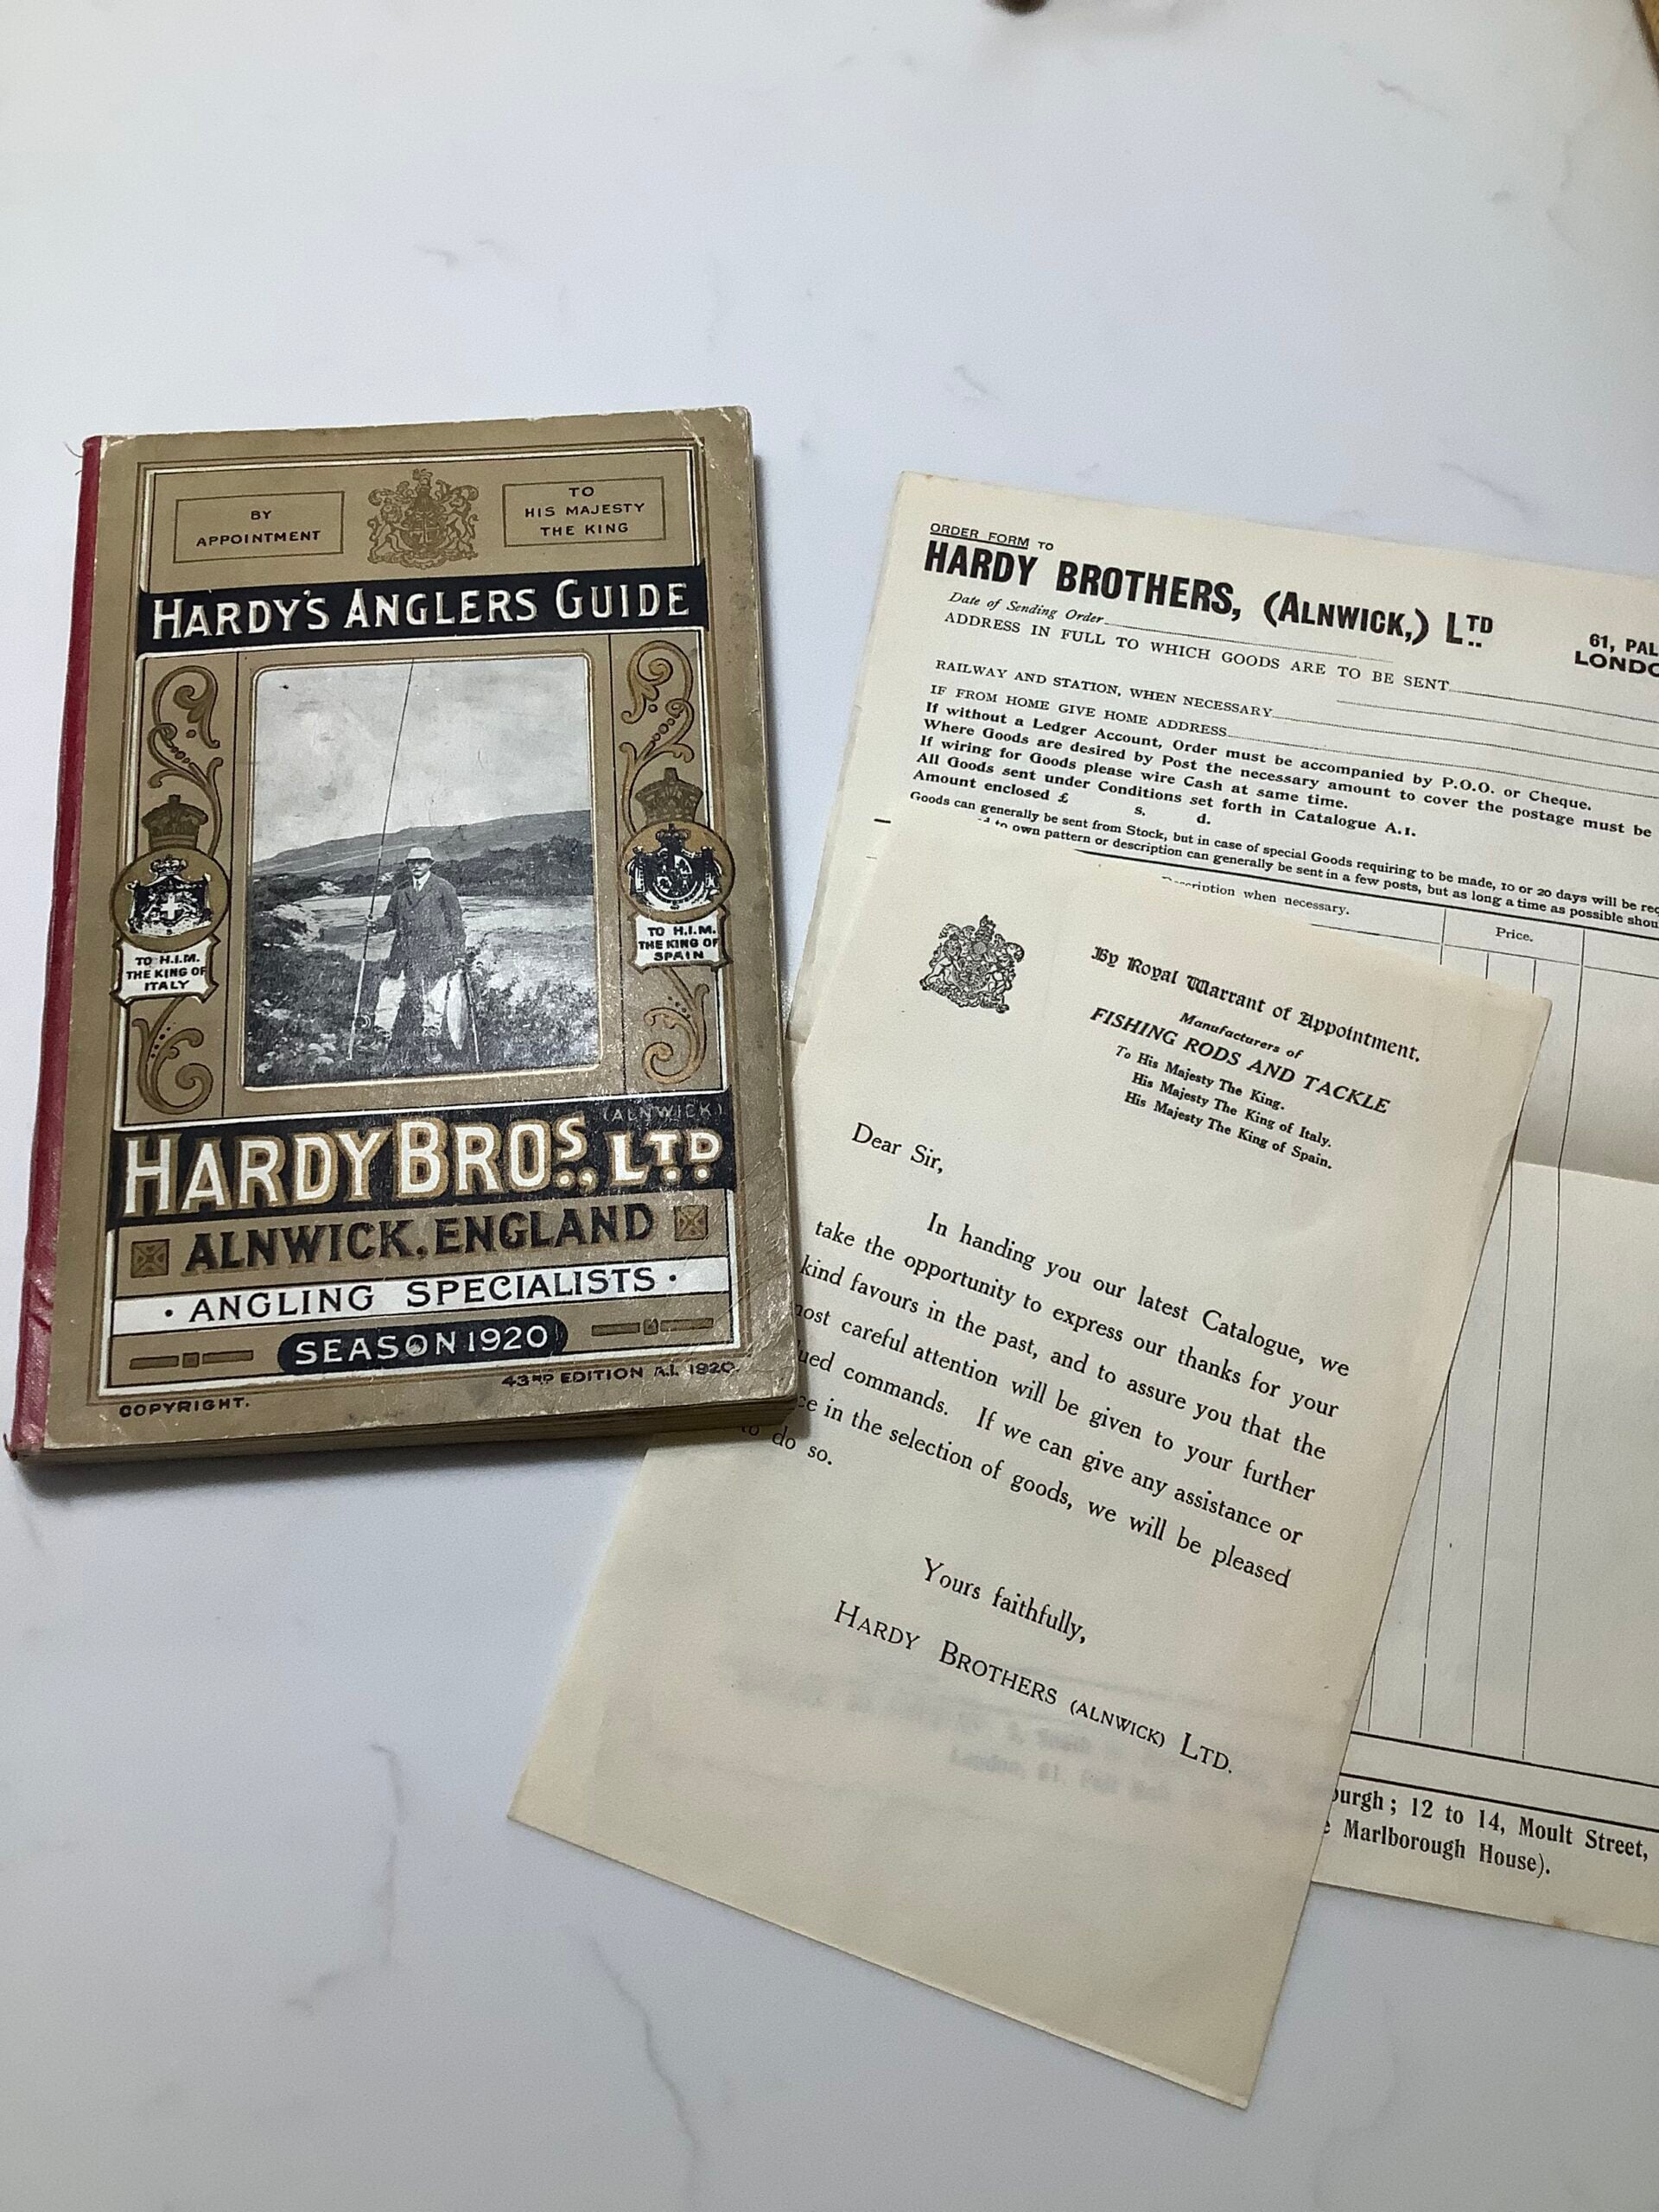 BY
APPOINTMENT
TO
HIS MAJESTY
THE KING
HARDY'S ANGLERS GUIDE
TO H.I.M.
THE KING OF
ITALY
TO H.I.M.
THE KING OF
SPAIN
(ALNWICK)
HARDY BROS., LTD
ALNWICK, ENGLAND
· ANGLING SPECIALISTS ·
SEASON 1920
43RD EDITION A.I. 1920.
COPYRIGHT.
ORDER FORM TO
HARDY BROTHERS, (ALNWICK,) LTD
61, PAL
LONDO
Date of Sending Order
ADDRESS IN FULL TO WHICH GOODS ARE TO BE SENT
RAILWAY AND STATION, WHEN NECESSARY
IF FROM HOME GIVE HOME ADDRESS
If without a Ledger Account, Order must be accompanied by P.O.O. or Cheque.
Where Goods are desired by Post the necessary amount to cover the postage must be
If wiring for Goods please wire Cash at same time.
All Goods sent under Conditions set forth in Catalogue A.1.
Amount enclosed £ s. d.
Goods can generally be sent from Stock, but in case of special Goods requiring to be made, 10 or 20 days will be req
to own pattern or description can generally be sent in a few posts, but as long a time as possible shou
Description when necessary.
Price.
By Royal Warrant of Appointment.
Manufacturers of
FISHING RODS AND TACKLE
To His Majesty The King.
His Majesty The King of Italy.
His Majesty The King of Spain.
Dear Sir,
In handing you our latest Catalogue, we
take the opportunity to express our thanks for your
kind favours in the past, and to assure you that the
most careful attention will be given to your further
ued commands. If we can give any assistance or
ce in the selection of goods, we will be pleased
to do so.
Yours faithfully,
HARDY BROTHERS (ALNWICK) LTD.
burgh; 12 to 14, Moult Street,
e Marlborough House).